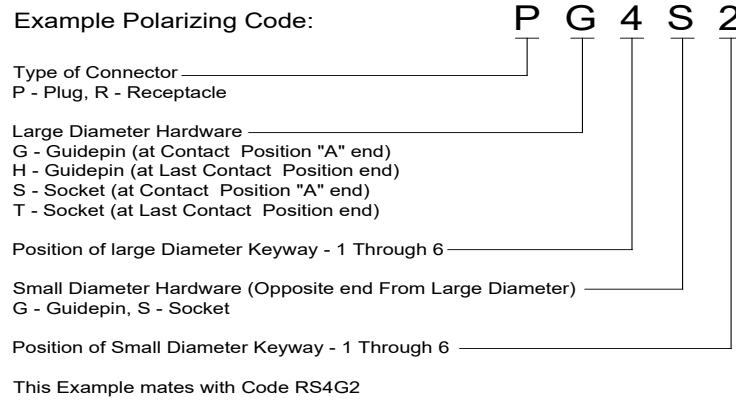 Example Polarizing Code: P G 4 S 2
Type of Connector
P - Plug, R - Receptacle
Large Diameter Hardware
G - Guidepin (at Contact Position "A" end)
H - Guidepin (at Last Contact Position end)
S - Socket (at Contact Position "A" end)
T - Socket (at Last Contact Position end)
Position of large Diameter Keyway - 1 Through 6
Small Diameter Hardware (Opposite end From Large Diameter)
G - Guidepin, S - Socket
Position of Small Diameter Keyway - 1 Through 6
This Example mates with Code RS4G2